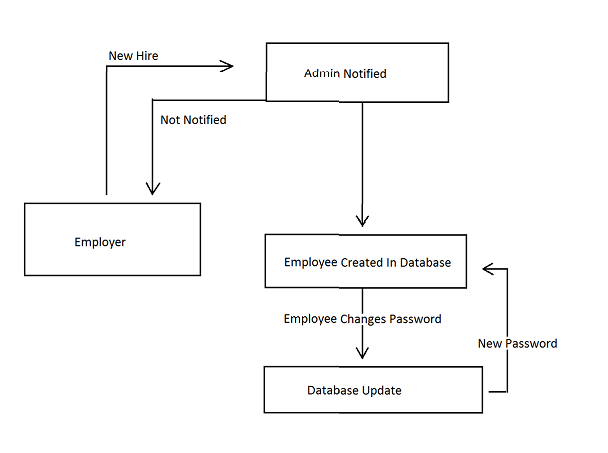 New Hire
Admin Notified
Not Notified
Employer
Employee Created In Database
Employee Changes Password
New Password
Database Update